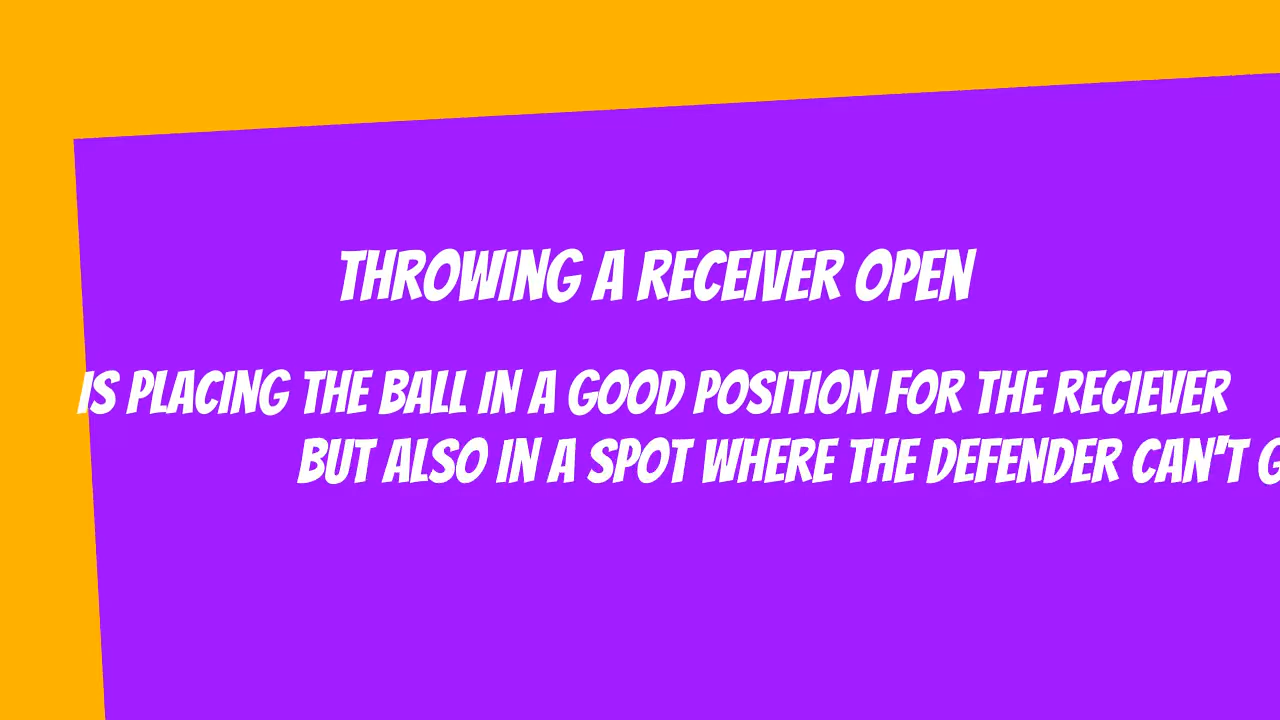 THROWING A RECEIVER OPEN
IS PLACING THE BALL IN A GOOD POSITION FOR THE RECIEVER
BUT ALSO IN A SPOT WHERE THE DEFENDER CAN'T